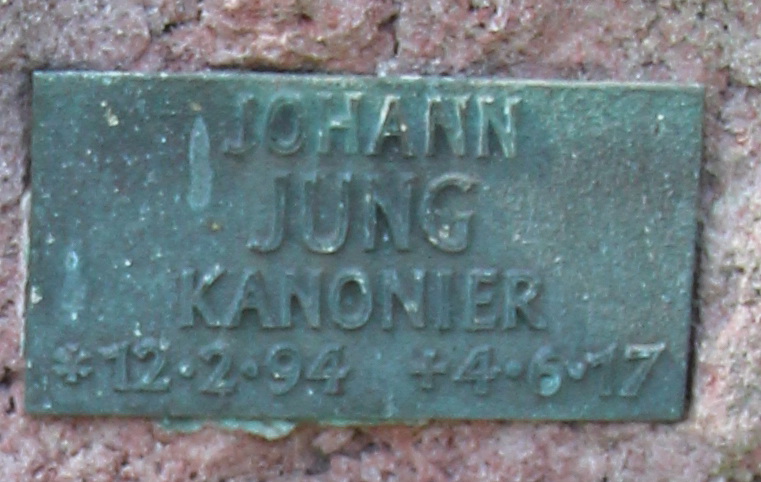 JOHANN
JUNG
KANONIER
*12·2·94 +4·6·17